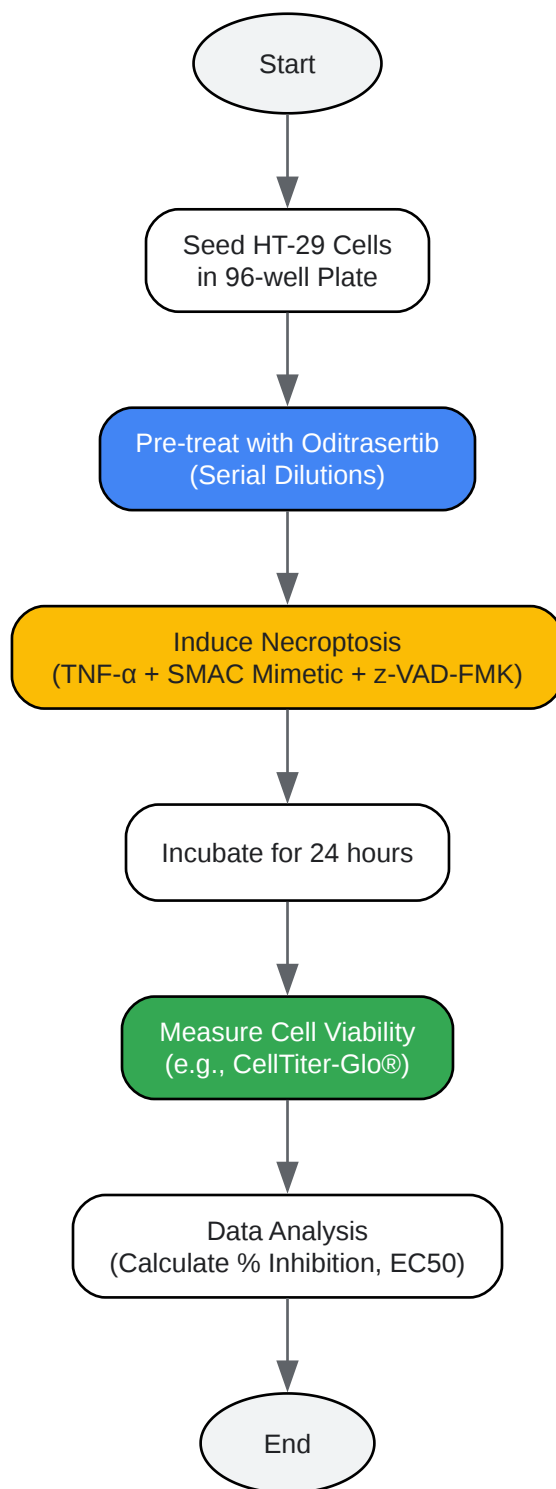 Start
Seed HT-29 Cells
in 96-well Plate
Pre-treat with Oditrasertib
(Serial Dilutions)
Induce Necroptosis
(TNF-α + SMAC Mimetic + z-VAD-FMK)
Incubate for 24 hours
Measure Cell Viability
(e.g., CellTiter-Glo®)
Data Analysis
(Calculate % Inhibition, EC50)
End